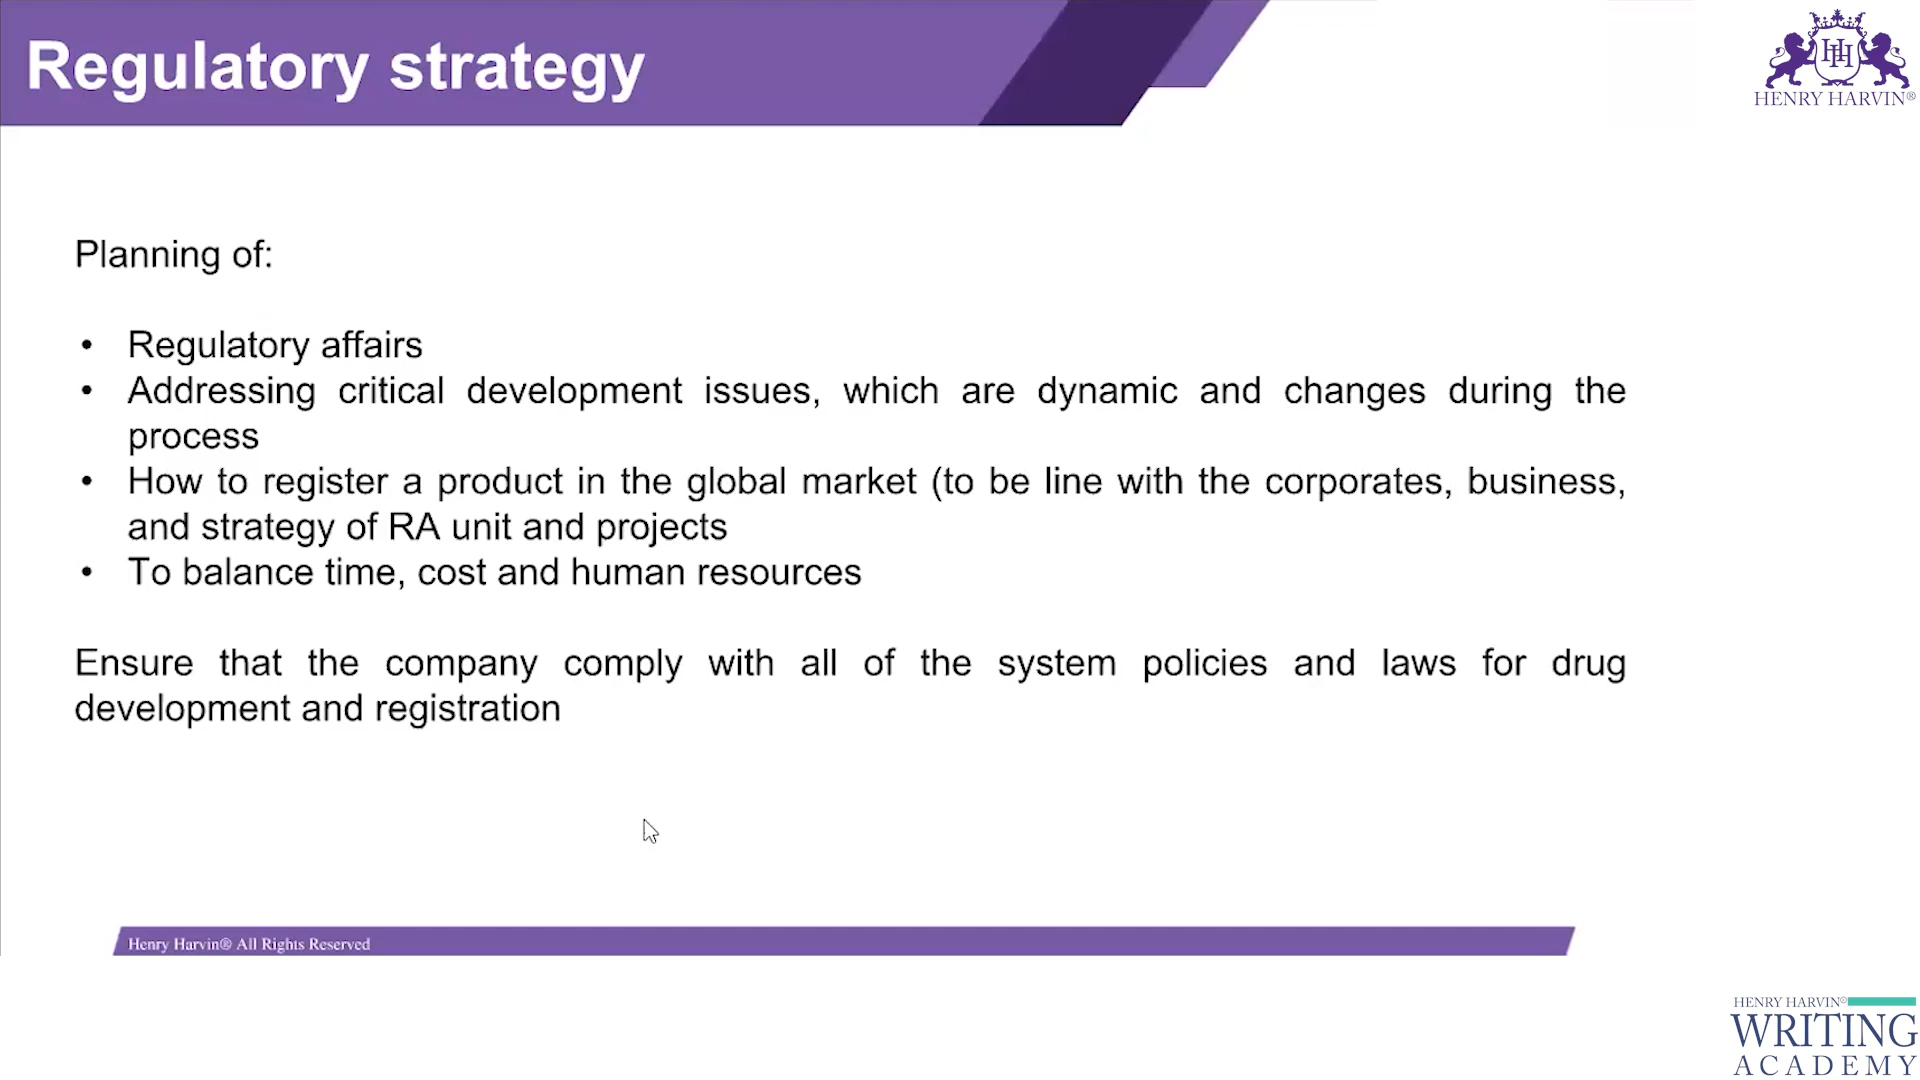 Regulatory strategy
HH
HENRY HARVIN®
Planning of:
• Regulatory affairs
• Addressing critical development issues, which are dynamic and changes during the
process
• How to register a product in the global market (to be line with the corporates, business,
and strategy of RA unit and projects
• To balance time, cost and human resources
Ensure that the company comply with all of the system policies and laws for drug
development and registration
Henry Harvin® All Rights Reserved
HENRY HARVIN®
WRITING
ACADEMY